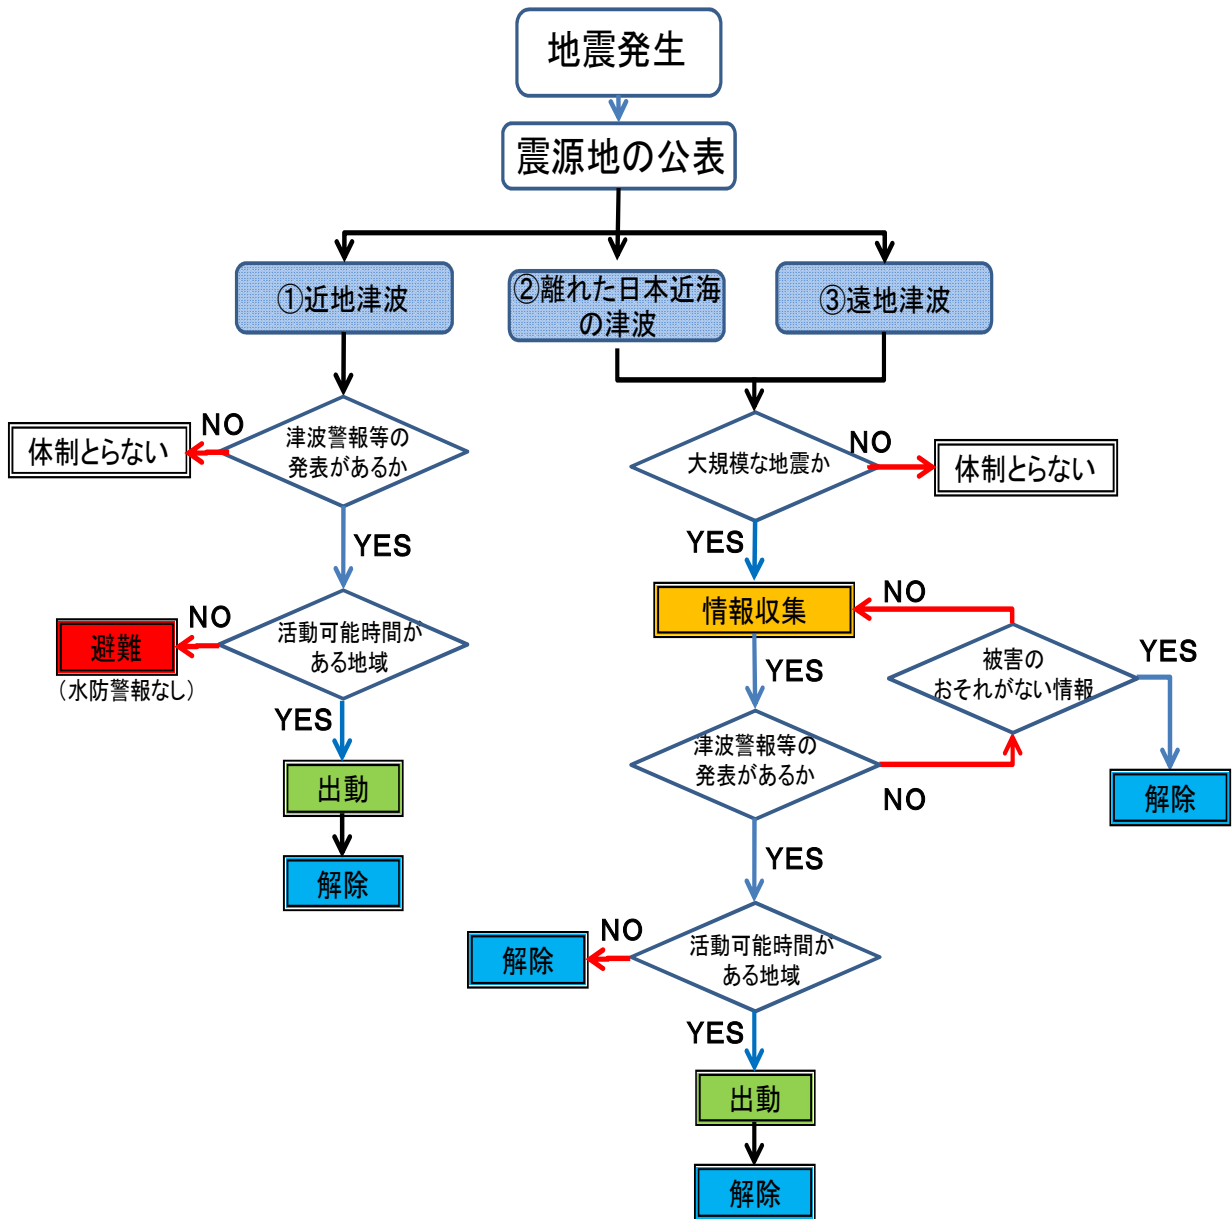 地震発生
震源地の公表
①近地津波
②離れた日本近海
の津波
③遠地津波
NO
体制とらない
津波警報等の
発表があるか
大規模な地震か
NO
体制とらない
YES
YES
NO
避難
(水防警報なし)
活動可能時間が
ある地域
情報収集
NO
被害の
おそれがない情報
YES
YES
YES
津波警報等の
発表があるか
NO
解除
出動
解除
YES
NO
解除
活動可能時間が
ある地域
YES
出動
解除